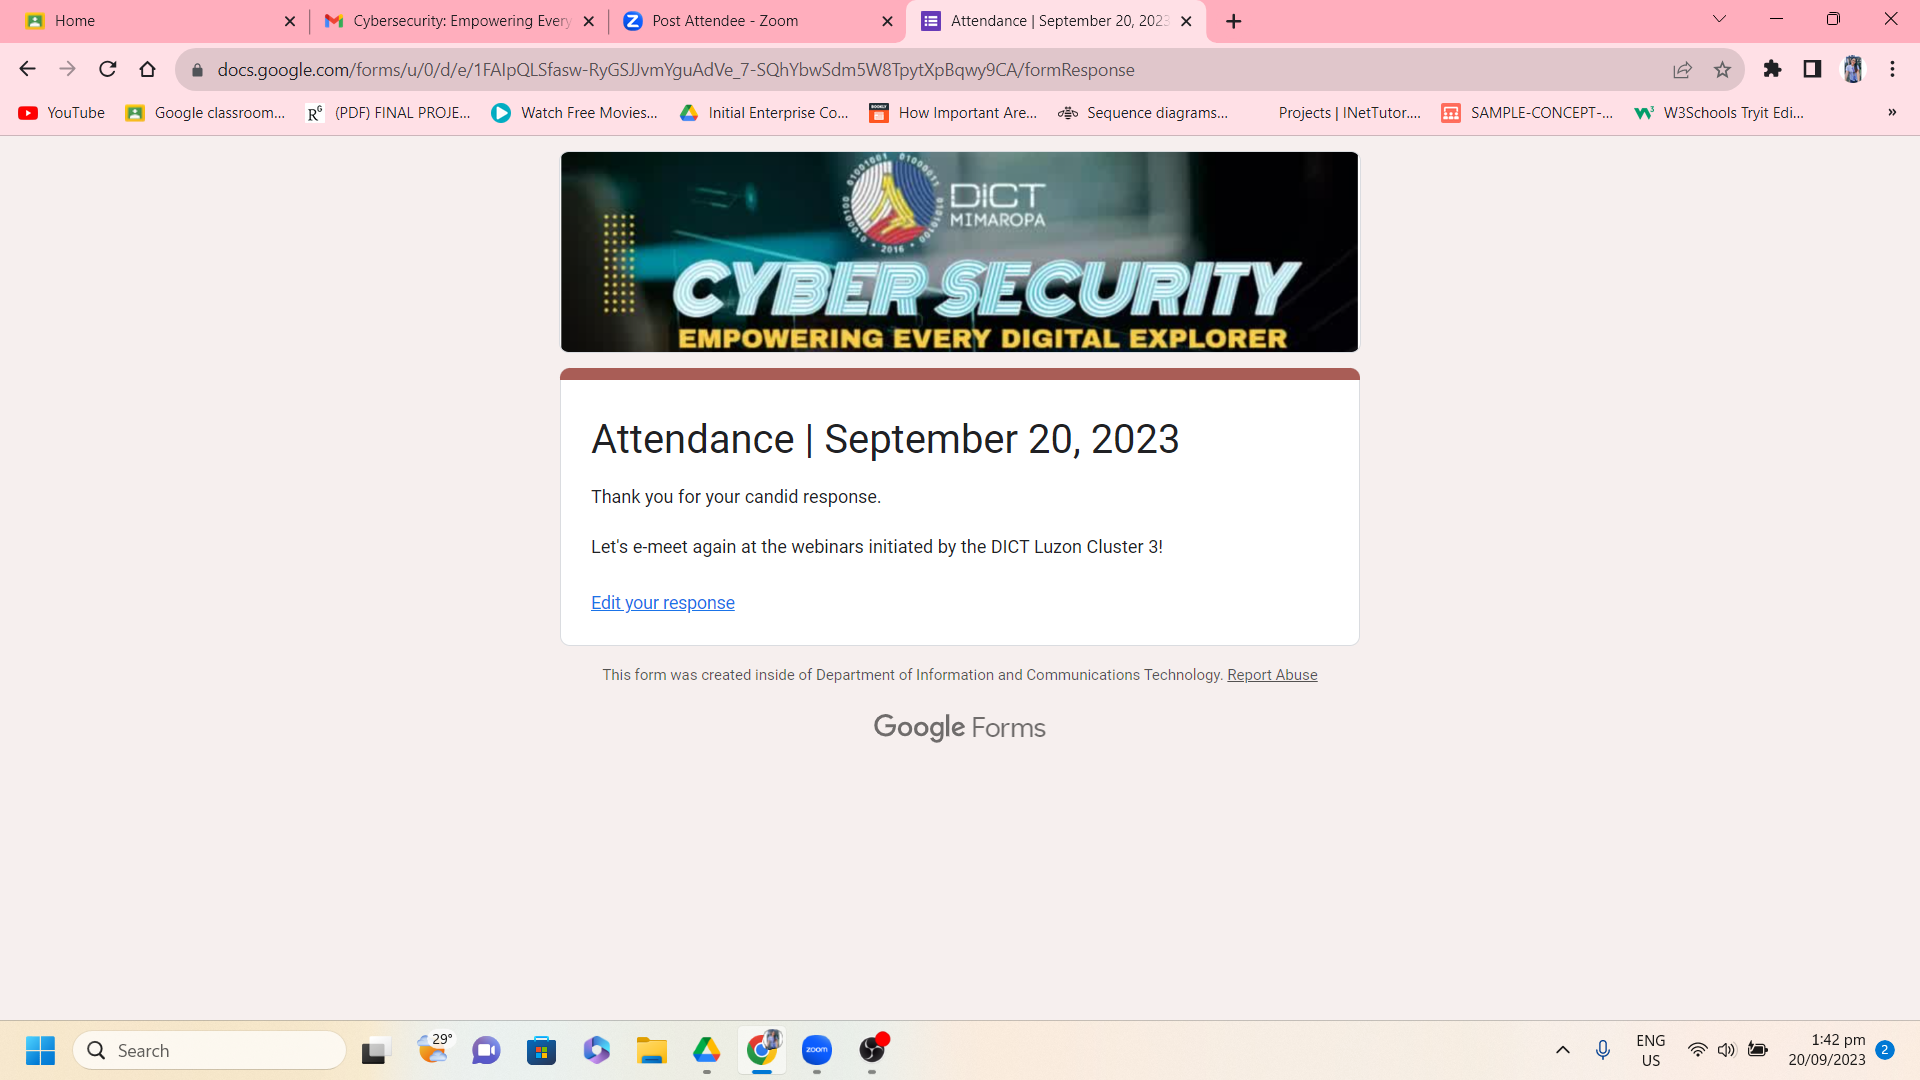 Home
Cybersecurity: Empowering Every
Post Attendee - Zoom
Attendance | September 20, 2023
docs.google.com/forms/u/0/d/e/1FAIpQLSfasw-RyGSJJvmYguAdVe_7-SQhYbwSdm5W8TpytXpBqwy9CA/formResponse
YouTube
Google classroom...
(PDF) FINAL PROJE...
Watch Free Movies...
Initial Enterprise Co...
How Important Are...
Sequence diagrams...
Projects | INetTutor....
SAMPLE-CONCEPT-...
W3Schools Tryit Edi...
»
DICT
MIMAROPA
2016
CYBER SECURITY
EMPOWERING EVERY DIGITAL EXPLORER
Attendance | September 20, 2023
Thank you for your candid response.
Let's e-meet again at the webinars initiated by the DICT Luzon Cluster 3!
Edit your response
This form was created inside of Department of Information and Communications Technology. Report Abuse
Google Forms
Search
29°
zoom
ENG
US
1:42 pm
20/09/2023
2